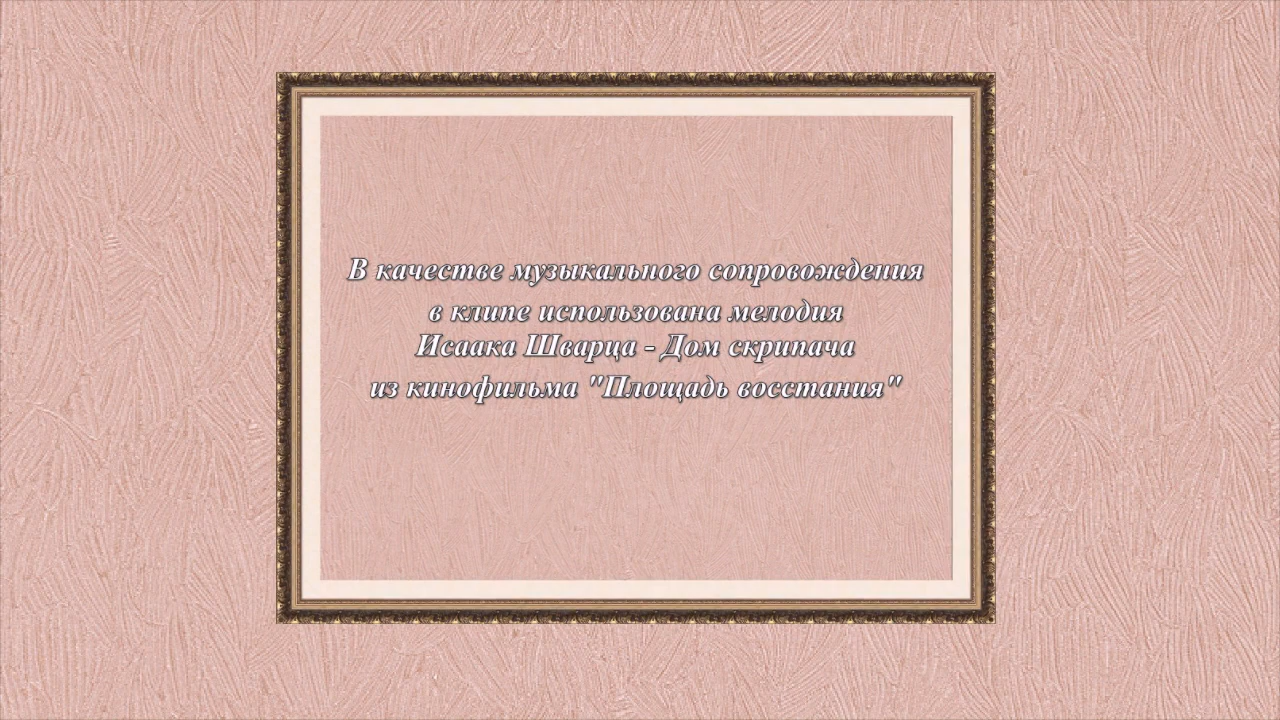 В качестве музыкального сопровождения
в клипе использована мелодия
Исаака Шварца - Дом скрипача
из кинофильма "Площадь восстания"